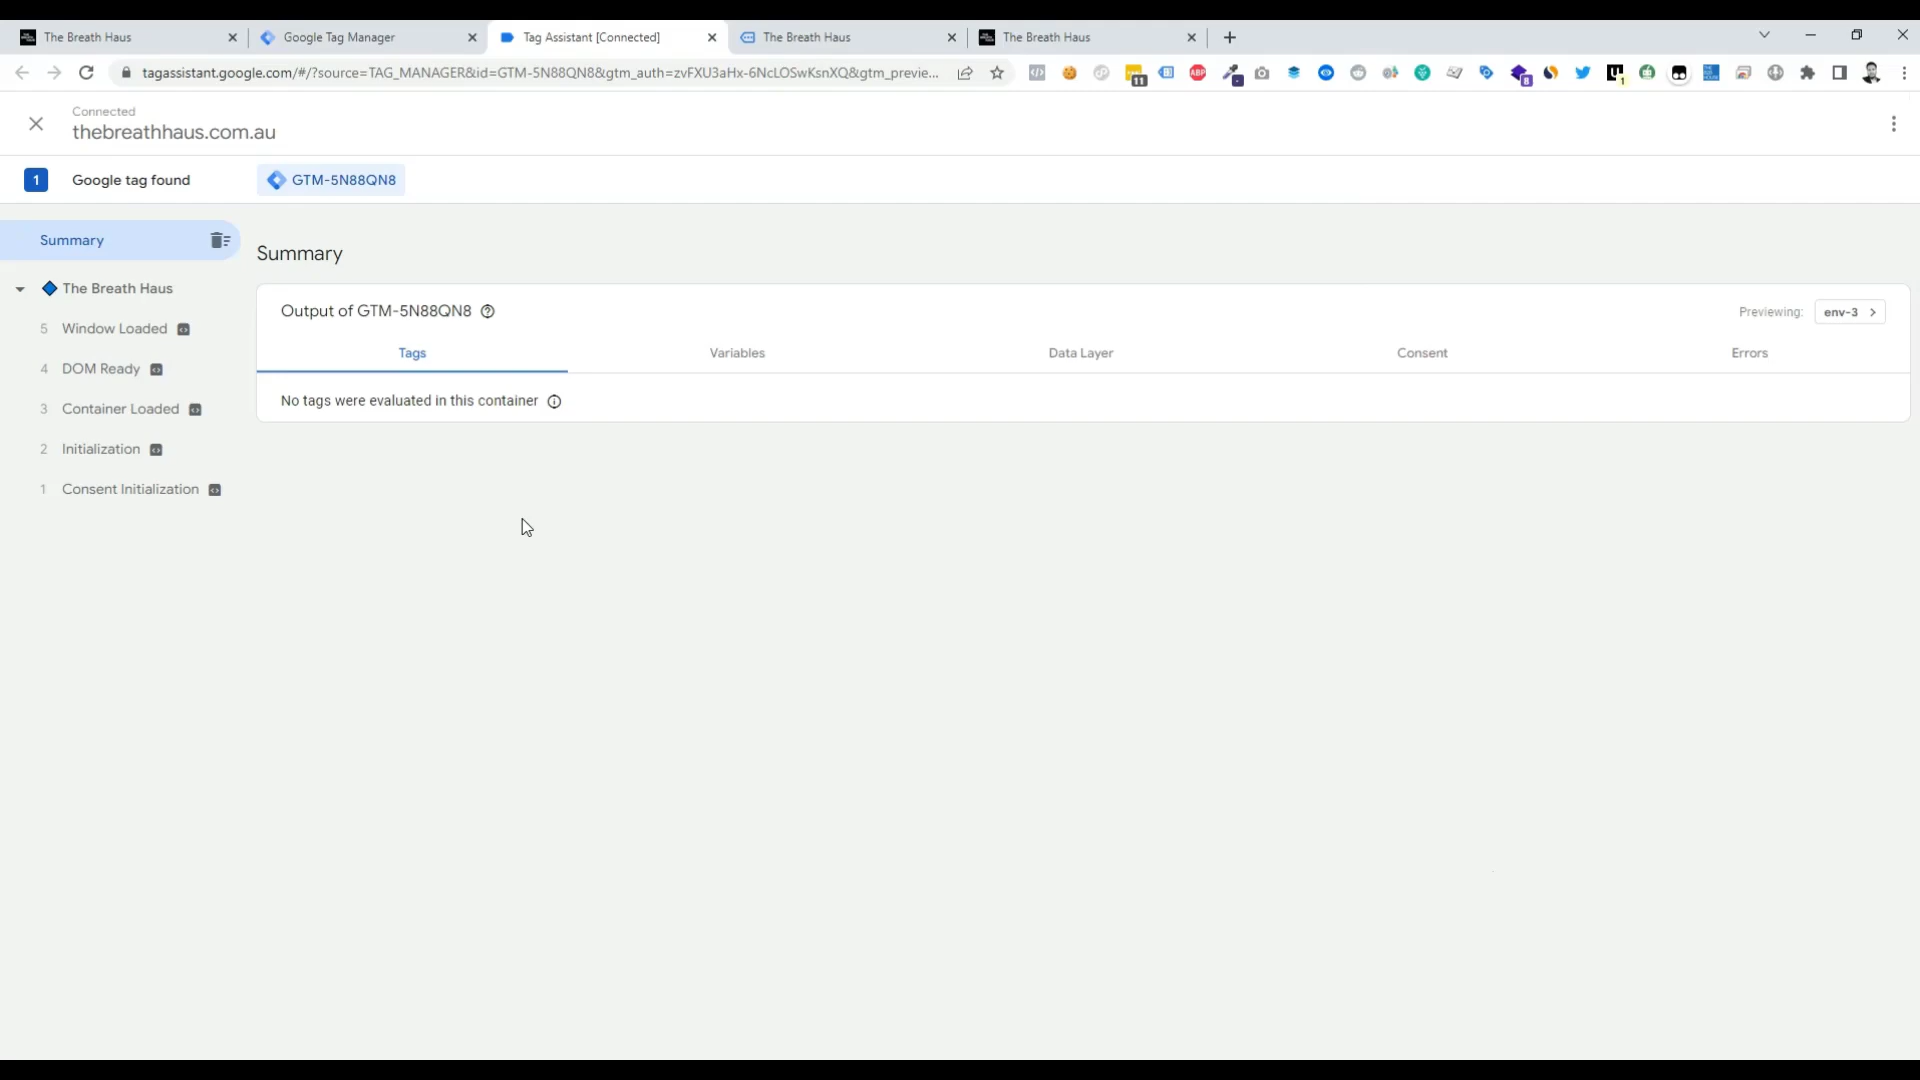 The Breath Haus
Google Tag Manager
Tag Assistant [Connected]
The Breath Haus
The Breath Haus
tagassistant.google.com/#/?source=TAG_MANAGER&id=GTM-5N88QN8&gtm_auth=zvFXU3aHx-6NcLOSwKsnXQ&gtm_previe...
11
ABP
8
1
Connected
thebreathhaus.com.au
1
Google tag found
GTM-5N88QN8
Summary
The Breath Haus
5 Window Loaded
4 DOM Ready
3 Container Loaded
2 Initialization
1 Consent Initialization
Summary
Output of GTM-5N88QN8
Previewing: env-3
Tags
Variables
Data Layer
Consent
Errors
No tags were evaluated in this container